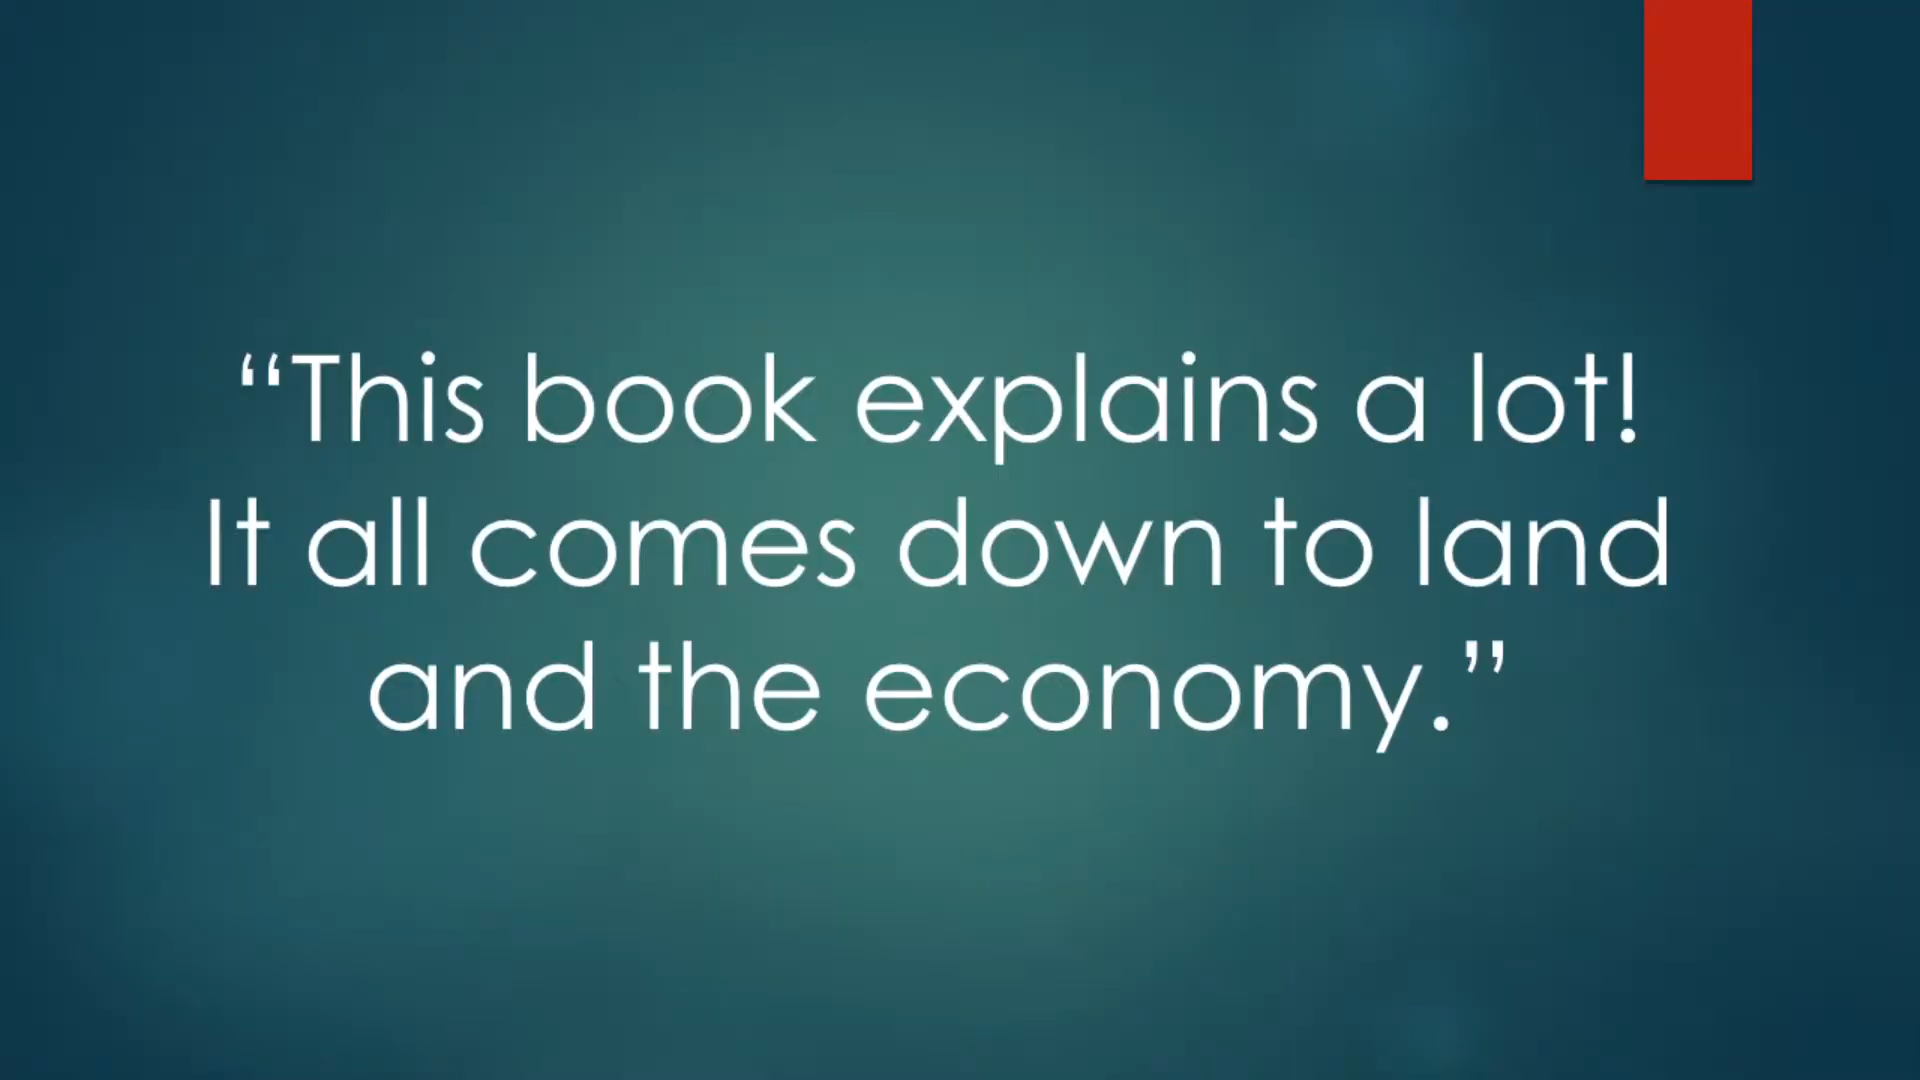 “This book explains a lot!
It all comes down to land
and the economy.”